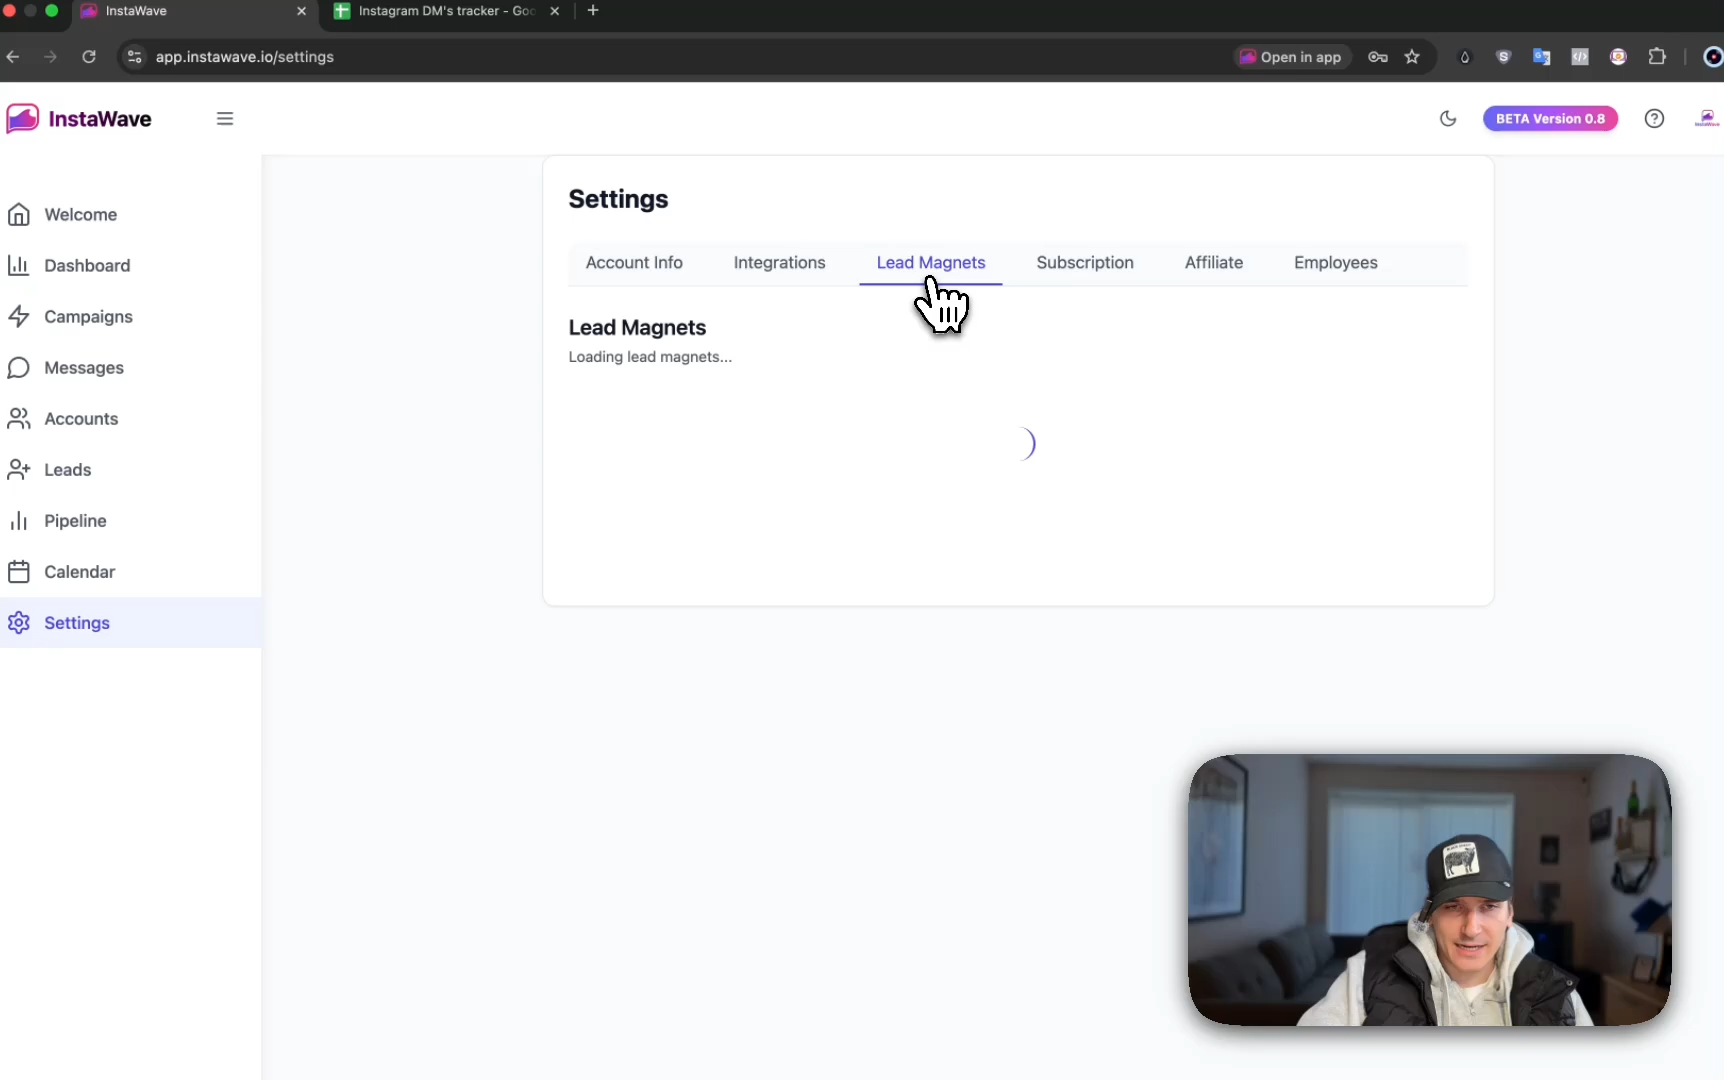 InstaWave
Instagram DM's tracker - Goo
app.instawave.io/settings
Open in app
InstaWave
BETA Version 0.8
Welcome
Dashboard
Campaigns
Messages
Accounts
Leads
Pipeline
Calendar
Settings
Settings
Account Info
Integrations
Lead Magnets
Subscription
Affiliate
Employees
Lead Magnets
Loading lead magnets...